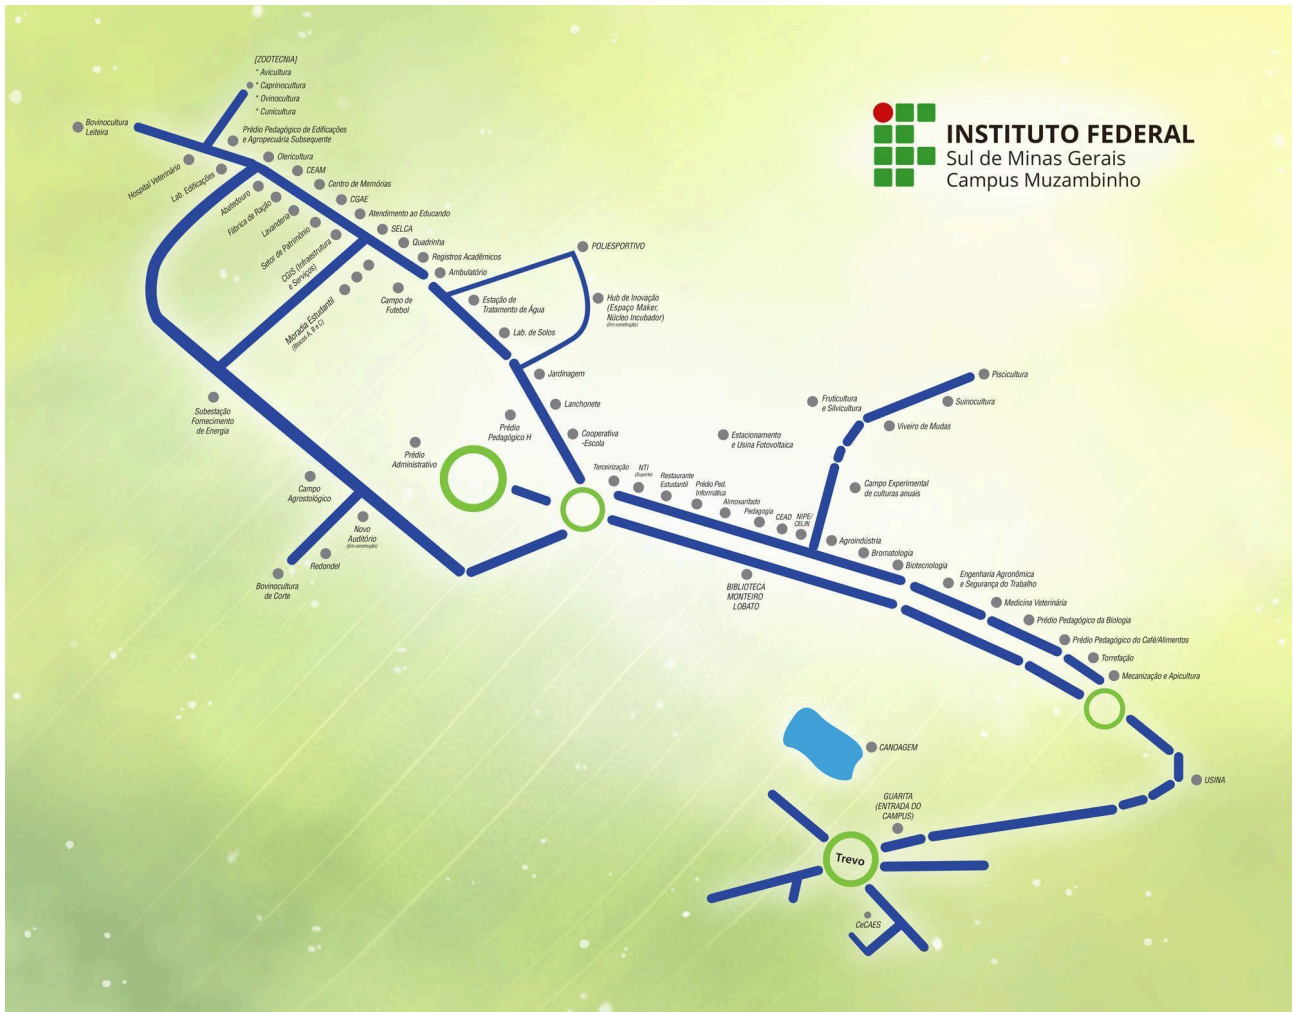 [ZOOTECNIA]
* Avicultura
* Caprinocultura
* Ovinocultura
* Cunicultura
Bovinocultura
Leiteira
Prédio Pedagógico de Edificações
e Agropecuária Subsequente
Hospital Veterinário
Lab. Edificações
Olericultura
CEAM
Centro de Memórias
CGAE
Atendimento ao Educando
SELCA
Quadrinha
Registros Acadêmicos
Ambulatório
Abatedouro
Fábrica de Ração
Lavanderia
Setor de Patrimônio
CGIS (Infraestrutura
e Serviços)
Moradia Estudantil
(Blocos A, B e C)
Campo de
Futebol
POLIESPORTIVO
Estação de
Tratamento de Água
Hub de Inovação
(Espaço Maker,
Núcleo Incubador)
(Em construção)
Lab. de Solos
Jardinagem
Lanchonete
Cooperativa
-Escola
Prédio
Pedagógico H
Prédio
Administrativo
Subestação
Fornecimento
de Energia
Campo
Agrostológico
Novo
Auditório
(Em construção)
Redondel
Bovinocultura
de Corte
INSTITUTO FEDERAL
Sul de Minas Gerais
Campus Muzambinho
Piscicultura
Suinocultura
Fruticultura
e Silvicultura
Viveiro de Mudas
Estacionamento
e Usina Fotovoltaica
Campo Experimental
de culturas anuais
Terceirização
NTI
(Suporte)
Restaurante
Estudantil
Prédio Ped.
Informática
Almoxarifado
Pedagogia
CEAD
NIPE/
CELIN
Agroindústria
Bromatologia
Biotecnologia
Engenharia Agronômica
e Segurança do Trabalho
Medicina Veterinária
Prédio Pedagógico da Biologia
Prédio Pedagógico do Café/Alimentos
Torrefação
Mecanização e Apicultura
BIBLIOTECA
MONTEIRO
LOBATO
CANOAGEM
USINA
GUARITA
(ENTRADA DO
CAMPUS)
Trevo
CeCAES